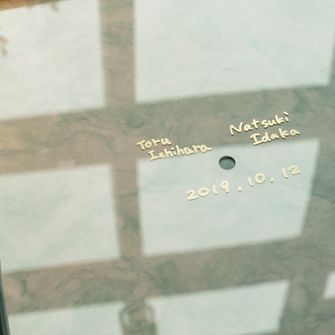 Toru
Ishihara
Natsuki
Idaka
2019.10.12